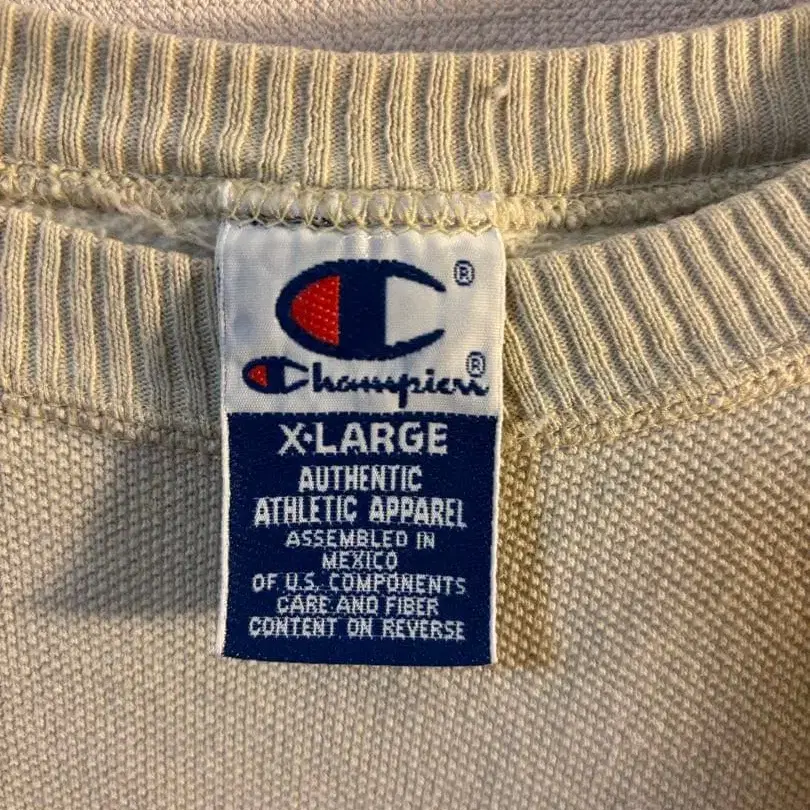 ®
Champion®
X·LARGE
AUTHENTIC
ATHLETIC APPAREL
ASSEMBLED IN
MEXICO
OF U.S. COMPONENTS
CARE AND FIBER
CONTENT ON REVERSE